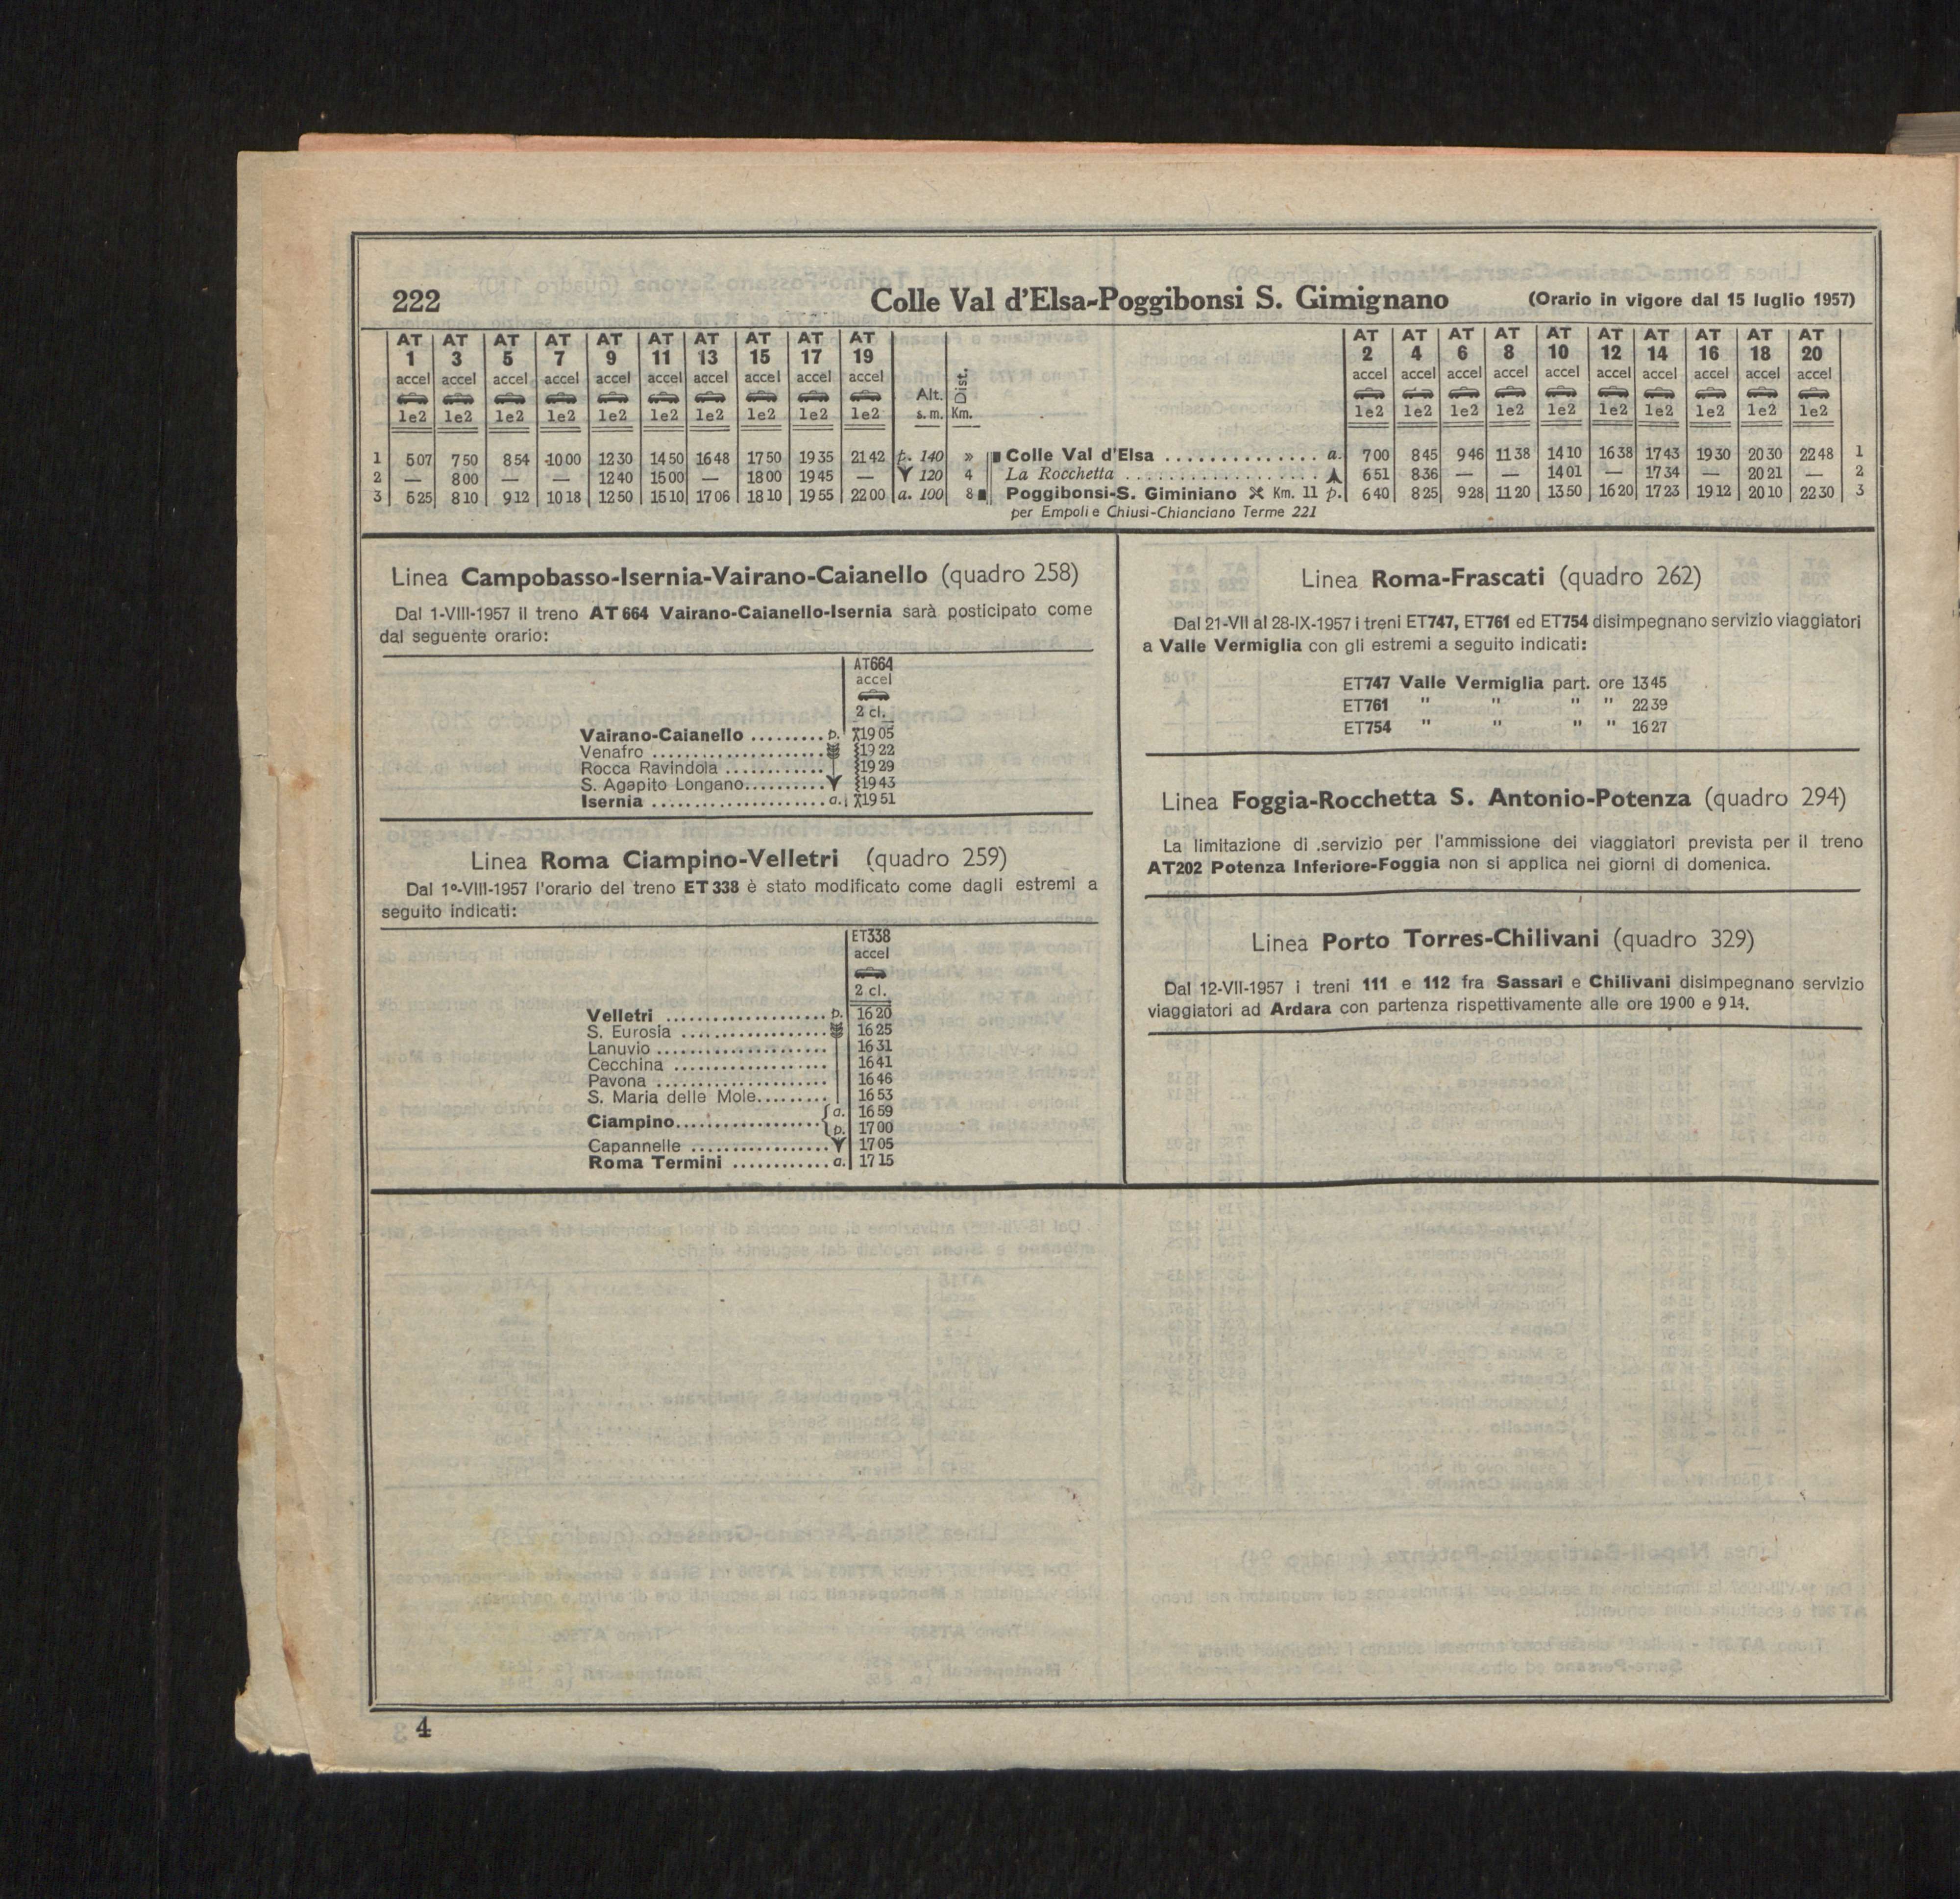 222 Colle Val d'Elsa-Poggibonsi S. Gimignano (Orario in vigore dal 15 luglio 1957)
AT AT AT AT AT AT AT AT AT AT AT AT AT AT AT AT AT AT AT AT
1 3 5 7 9 11 13 15 17 19 2 4 6 8 10 12 14 16 18 20
accel accel accel accel accel accel accel accel accel accel accel accel accel accel accel accel accel accel accel accel
1e2 1e2 1e2 1e2 1e2 1e2 1e2 1e2 1e2 1e2 Alt. s. m. Dist. Km. 1e2 1e2 1e2 1e2 1e2 1e2 1e2 1e2 1e2 1e2
1 507 750 854 1000 1230 1450 1648 1750 1935 2142 p. 140 » Colle Val d'Elsa .............. a. 700 845 946 1138 1410 1638 1743 1930 2030 2248 1
2 — 800 — — 1240 1500 — 1800 1945 — 120 4 La Rocchetta .................. 651 836 — — 1401 — 1734 — 2021 — 2
3 525 810 912 1018 1250 1510 1706 1810 1955 2200 a. 100 8 Poggibonsi-S. Giminiano Km. 11 p. 640 825 928 1120 1350 1620 1723 1912 2010 2230 3
per Empoli e Chiusi-Chianciano Terme 221
Linea Campobasso-Isernia-Vairano-Caianello (quadro 258)
Dal 1-VIII-1957 il treno AT 664 Vairano-Caianello-Isernia sarà posticipato come
dal seguente orario:
AT664
accel
2 cl.
Vairano-Caianello ......... p. 1905
Venafro .................... 1922
Rocca Ravindola ............ 1929
S. Agapito Longano.......... 1943
Isernia ..................... a. 1951
Linea Roma Ciampino-Velletri (quadro 259)
Dal 1º-VIII-1957 l'orario del treno ET 338 è stato modificato come dagli estremi a
seguito indicati:
ET338
accel
2 cl.
Velletri ................... p. 1620
S. Eurosia ................. 1625
Lanuvio .................... 1631
Cecchina .................. 1641
Pavona .................... 1646
S. Maria delle Mole......... 1653
Ciampino.................. a. 1659
p. 1700
Capannelle ................ 1705
Roma Termini ............ a. 1715
Linea Roma-Frascati (quadro 262)
Dal 21-VII al 28-IX-1957 i treni ET747, ET761 ed ET754 disimpegnano servizio viaggiatori
a Valle Vermiglia con gli estremi a seguito indicati:
ET747 Valle Vermiglia part. ore 1345
ET761 " " " " 2239
ET754 " " " " 1627
Linea Foggia-Rocchetta S. Antonio-Potenza (quadro 294)
La limitazione di servizio per l'ammissione dei viaggiatori prevista per il treno
AT202 Potenza Inferiore-Foggia non si applica nei giorni di domenica.
Linea Porto Torres-Chilivani (quadro 329)
Dal 12-VII-1957 i treni 111 e 112 fra Sassari e Chilivani disimpegnano servizio
viaggiatori ad Ardara con partenza rispettivamente alle ore 1900 e 914.
4